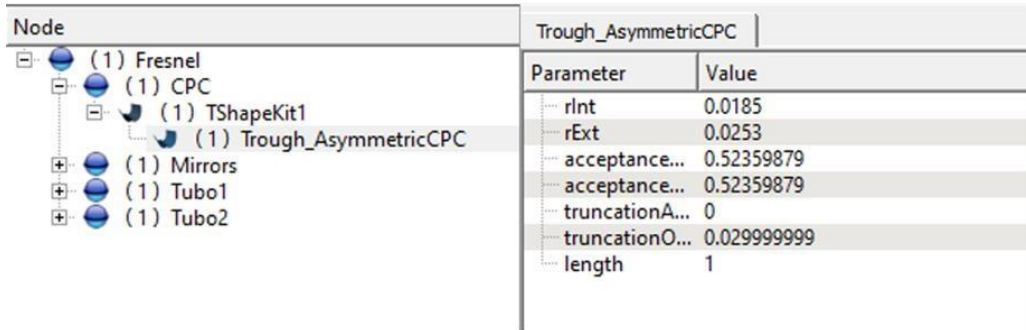 Node
(1) Fresnel
(1) CPC
(1) TShapeKit1
(1) Trough_AsymmetricCPC
(1) Mirrors
(1) Tubo1
(1) Tubo2
Trough_AsymmetricCPC
Parameter Value
rInt 0.0185
rExt 0.0253
acceptance... 0.52359879
acceptance... 0.52359879
truncationA... 0
truncationO... 0.029999999
length 1